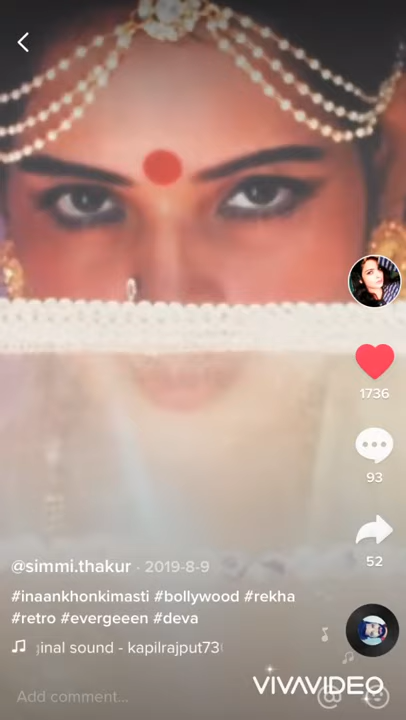 1736
93
52
@simmi.thakur · 2019-8-9
#inaankhonkimasti #bollywood #rekha
#retro #evergeeen #deva
ginal sound - kapilrajput73
Add comment...
VIVAVIDEO